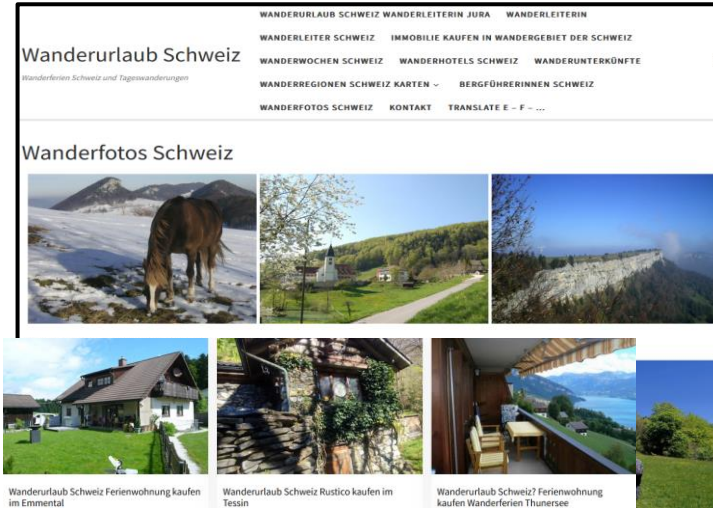 WANDERURLAUB SCHWEIZ WANDERLEITERIN JURA WANDERLEITERIN
WANDERLEITER SCHWEIZ IMMOBILIE KAUFEN IN WANDERGEBIET DER SCHWEIZ
WANDERWOCHEN SCHWEIZ WANDERHOTELS SCHWEIZ WANDERUNTERKÜNFTE
WANDERREGIONEN SCHWEIZ KARTEN BERGFÜHRERINNEN SCHWEIZ
WANDERFOTOS SCHWEIZ KONTAKT TRANSLATE E – F – ...
Wanderurlaub Schweiz
Wanderferien Schweiz und Tageswanderungen
Wanderfotos Schweiz
Wanderurlaub Schweiz Ferienwohnung kaufen
im Emmental
Wanderurlaub Schweiz Rustico kaufen im
Tessin
Wanderurlaub Schweiz? Ferienwohnung
kaufen Wanderferien Thunersee